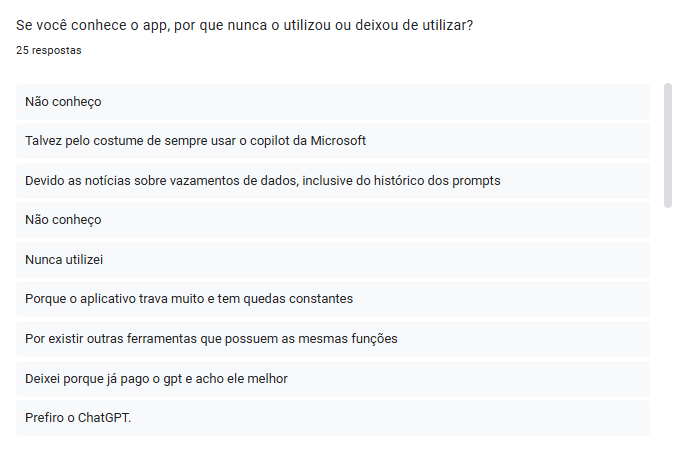 Se você conhece o app, por que nunca o utilizou ou deixou de utilizar?
25 respostas
Não conheço
Talvez pelo costume de sempre usar o copilot da Microsoft
Devido as notícias sobre vazamentos de dados, inclusive do histórico dos prompts
Não conheço
Nunca utilizei
Porque o aplicativo trava muito e tem quedas constantes
Por existir outras ferramentas que possuem as mesmas funções
Deixei porque já pago o gpt e acho ele melhor
Prefiro o ChatGPT.